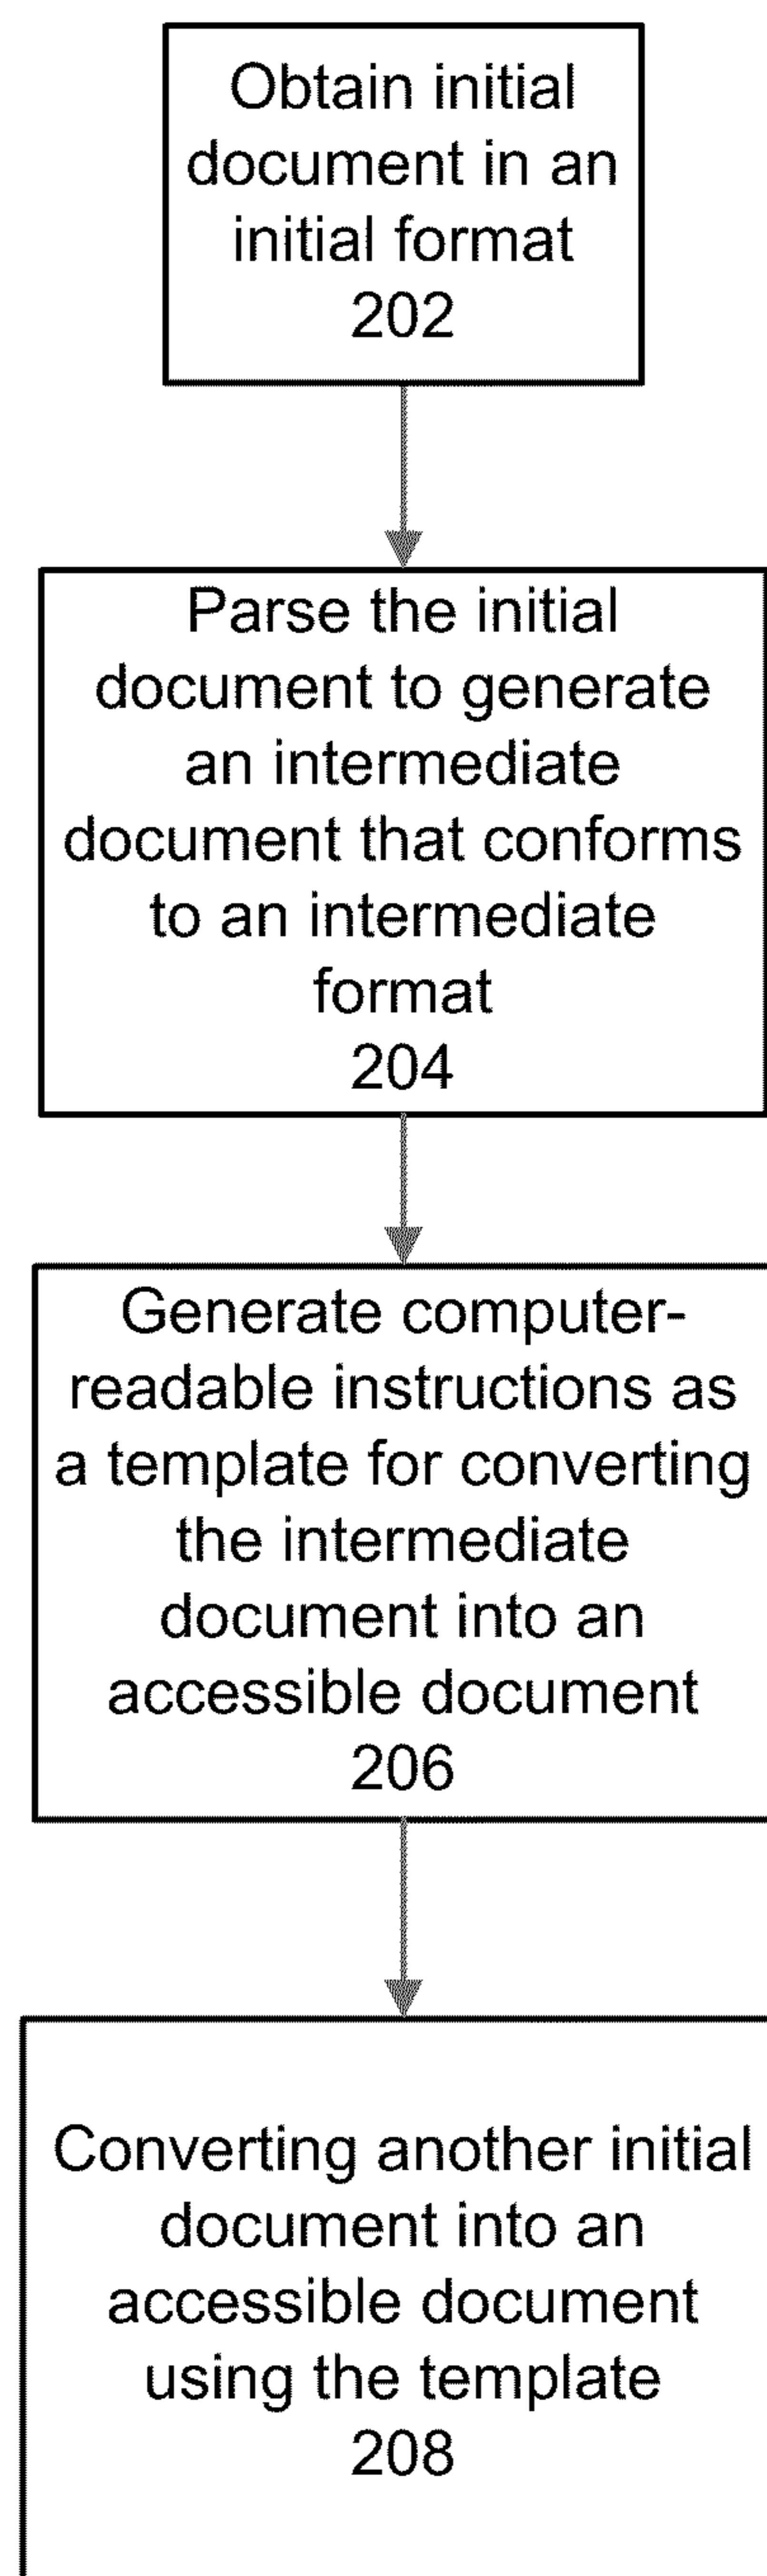 Obtain initial
document in an
initial format
202
Parse the initial
document to generate
an intermediate
document that conforms
to an intermediate
format
204
Generate computer-
readable instructions as
a template for converting
the intermediate
document into an
accessible document
206
Converting another initial
document into an
accessible document
using the template
208